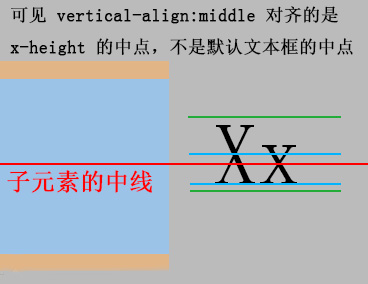 可见 vertical-align:middle 对齐的是
x-height 的中点，不是默认文本框的中点
Xx
子元素的中线